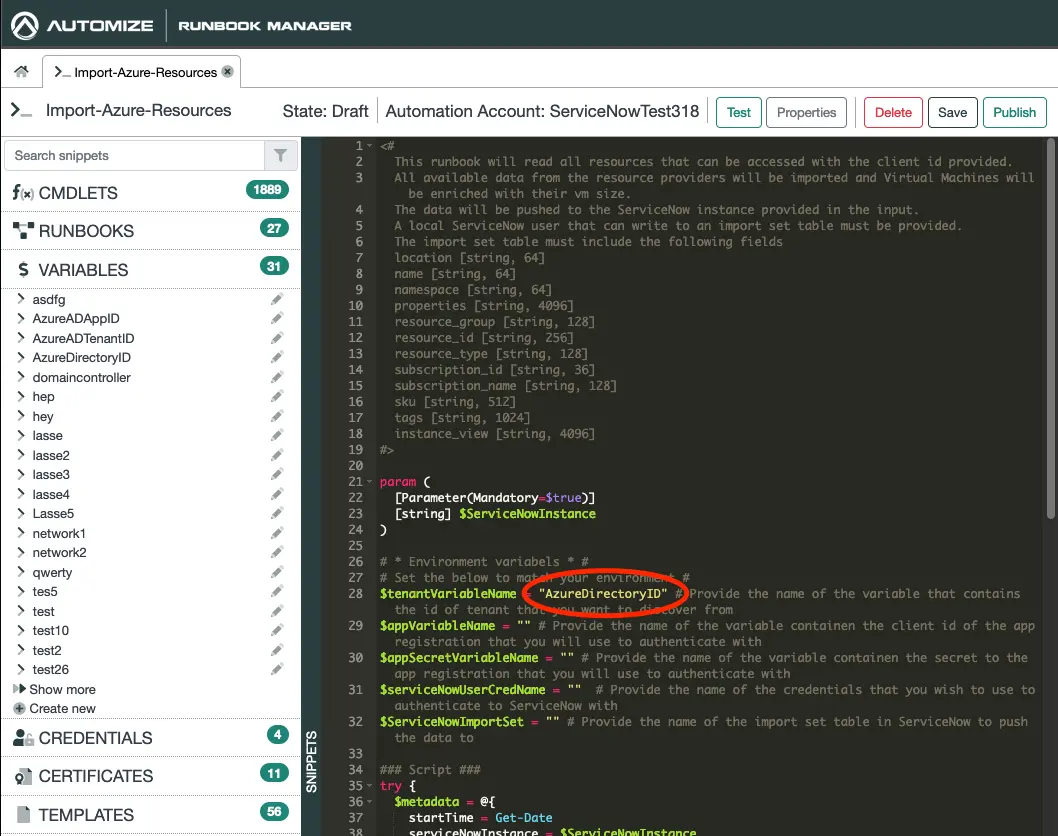 AUTOMIZE RUNBOOK MANAGER
>_ Import-Azure-Resources
>_ Import-Azure-Resources State: Draft Automation Account: ServiceNowTest318 Test Properties Delete Save Publish
Search snippets
f(x) CMDLETS 1889
RUNBOOKS 27
$ VARIABLES 31
asdfg
AzureADAppID
AzureADTenantID
AzureDirectoryID
domaincontroller
hep
hey
lasse
lasse2
lasse3
lasse4
Lasse5
network1
network2
qwerty
tes5
test
test10
test2
test26
Show more
Create new
CREDENTIALS 4
CERTIFICATES 11
TEMPLATES 56
SNIPPETS
1 <#
2 This runbook will read all resources that can be accessed with the client id provided.
3 All available data from the resource providers will be imported and Virtual Machines will
be enriched with their vm size.
4 The data will be pushed to the ServiceNow instance provided in the input.
5 A local ServiceNow user that can write to an import set table must be provided.
6 The import set table must include the following fields
7 location [string, 64]
8 name [string, 64]
9 namespace [string, 64]
10 properties [string, 4096]
11 resource_group [string, 128]
12 resource_id [string, 256]
13 resource_type [string, 128]
14 subscription_id [string, 36]
15 subscription_name [string, 128]
16 sku [string, 512]
17 tags [string, 1024]
18 instance_view [string, 4096]
19 #>
20
21 param (
22 [Parameter(Mandatory=$true)]
23 [string] $ServiceNowInstance
24 )
25
26 # * Environment variabels * #
27 # Set the below to match your environment #
28 $tenantVariableName = "AzureDirectoryID" # Provide the name of the variable that contains
the id of tenant that you want to discover from
29 $appVariableName = "" # Provide the name of the variable containen the client id of the app
registration that you will use to authenticate with
30 $appSecretVariableName = "" # Provide the name of the variable containen the secret to the
app registration that you will use to authenticate with
31 $serviceNowUserCredName = "" # Provide the name of the credentials that you wish to use to
authenticate to ServiceNow with
32 $ServiceNowImportSet = "" # Provide the name of the import set table in ServiceNow to push
the data to
33
34 ### Script ###
35 try {
36 $metadata = @{
37 startTime = Get-Date
38 serviceNowInstance = $ServiceNowInstance